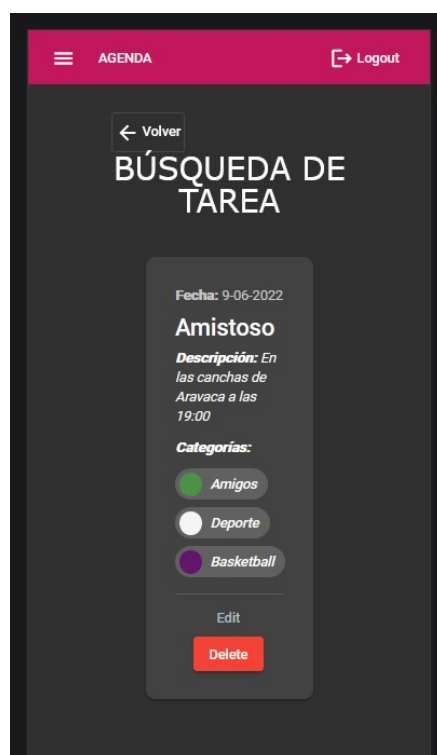 AGENDA
Logout
Volver
BÚSQUEDA DE
TAREA
Fecha: 9-06-2022
Amistoso
Descripción: En
las canchas de
Aravaca a las
19:00
Categorías:
Amigos
Deporte
Basketball
Edit
Delete